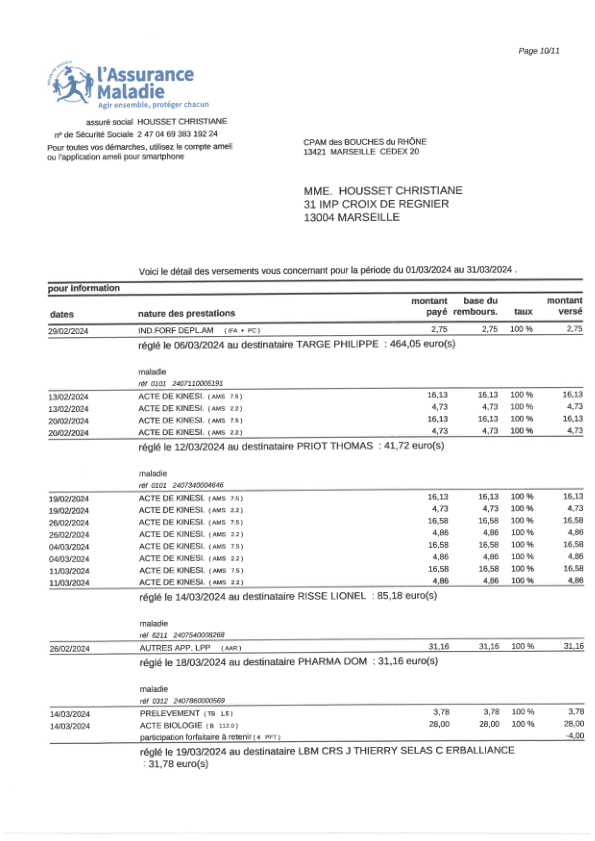 Page 10/11
SÉCURITÉ SOCIALE
l'Assurance
Maladie
Agir ensemble, protéger chacun
assuré social HOUSSET CHRISTIANE
nº de Sécurité Sociale 2 47 04 69 383 192 24
Pour toutes vos démarches, utilisez le compte ameli
ou l'application ameli pour smartphone
CPAM des BOUCHES du RHÔNE
13421 MARSEILLE CEDEX 20
MME. HOUSSET CHRISTIANE
31 IMP CROIX DE REGNIER
13004 MARSEILLE
Voici le détail des versements vous concernant pour la période du 01/03/2024 au 31/03/2024 .
pour information
dates nature des prestations montant payé base du rembours. taux montant versé
29/02/2024 IND.FORF DEPL.AM ( IFA + PC ) 2,75 2,75 100 % 2,75
réglé le 06/03/2024 au destinataire TARGE PHILIPPE : 464,05 euro(s)
maladie
réf 0101 2407110005191
13/02/2024 ACTE DE KINESI. ( AMS 7.5 ) 16,13 16,13 100 % 16,13
13/02/2024 ACTE DE KINESI. ( AMS 2.2 ) 4,73 4,73 100 % 4,73
20/02/2024 ACTE DE KINESI. ( AMS 7.5 ) 16,13 16,13 100 % 16,13
20/02/2024 ACTE DE KINESI. ( AMS 2.2 ) 4,73 4,73 100 % 4,73
réglé le 12/03/2024 au destinataire PRIOT THOMAS : 41,72 euro(s)
maladie
réf 0101 2407340004646
19/02/2024 ACTE DE KINESI. ( AMS 7.5 ) 16,13 16,13 100 % 16,13
19/02/2024 ACTE DE KINESI. ( AMS 2.2 ) 4,73 4,73 100 % 4,73
26/02/2024 ACTE DE KINESI. ( AMS 7.5 ) 16,58 16,58 100 % 16,58
26/02/2024 ACTE DE KINESI. ( AMS 2.2 ) 4,86 4,86 100 % 4,86
04/03/2024 ACTE DE KINESI. ( AMS 7.5 ) 16,58 16,58 100 % 16,58
04/03/2024 ACTE DE KINESI. ( AMS 2.2 ) 4,86 4,86 100 % 4,86
11/03/2024 ACTE DE KINESI. ( AMS 7.5 ) 16,58 16,58 100 % 16,58
11/03/2024 ACTE DE KINESI. ( AMS 2.2 ) 4,86 4,86 100 % 4,86
réglé le 14/03/2024 au destinataire RISSE LIONEL : 85,18 euro(s)
maladie
réf 6211 2407540008268
26/02/2024 AUTRES APP. LPP ( AAR ) 31,16 31,16 100 % 31,16
réglé le 18/03/2024 au destinataire PHARMA DOM : 31,16 euro(s)
maladie
réf 0312 2407860000569
14/03/2024 PRELEVEMENT ( TB 1.5 ) 3,78 3,78 100 % 3,78
14/03/2024 ACTE BIOLOGIE ( B 112.0 ) 28,00 28,00 100 % 28,00
participation forfaitaire à retenir ( 4 PFT ) -4,00
réglé le 19/03/2024 au destinataire LBM CRS J THIERRY SELAS C ERBALLIANCE
: 31,78 euro(s)